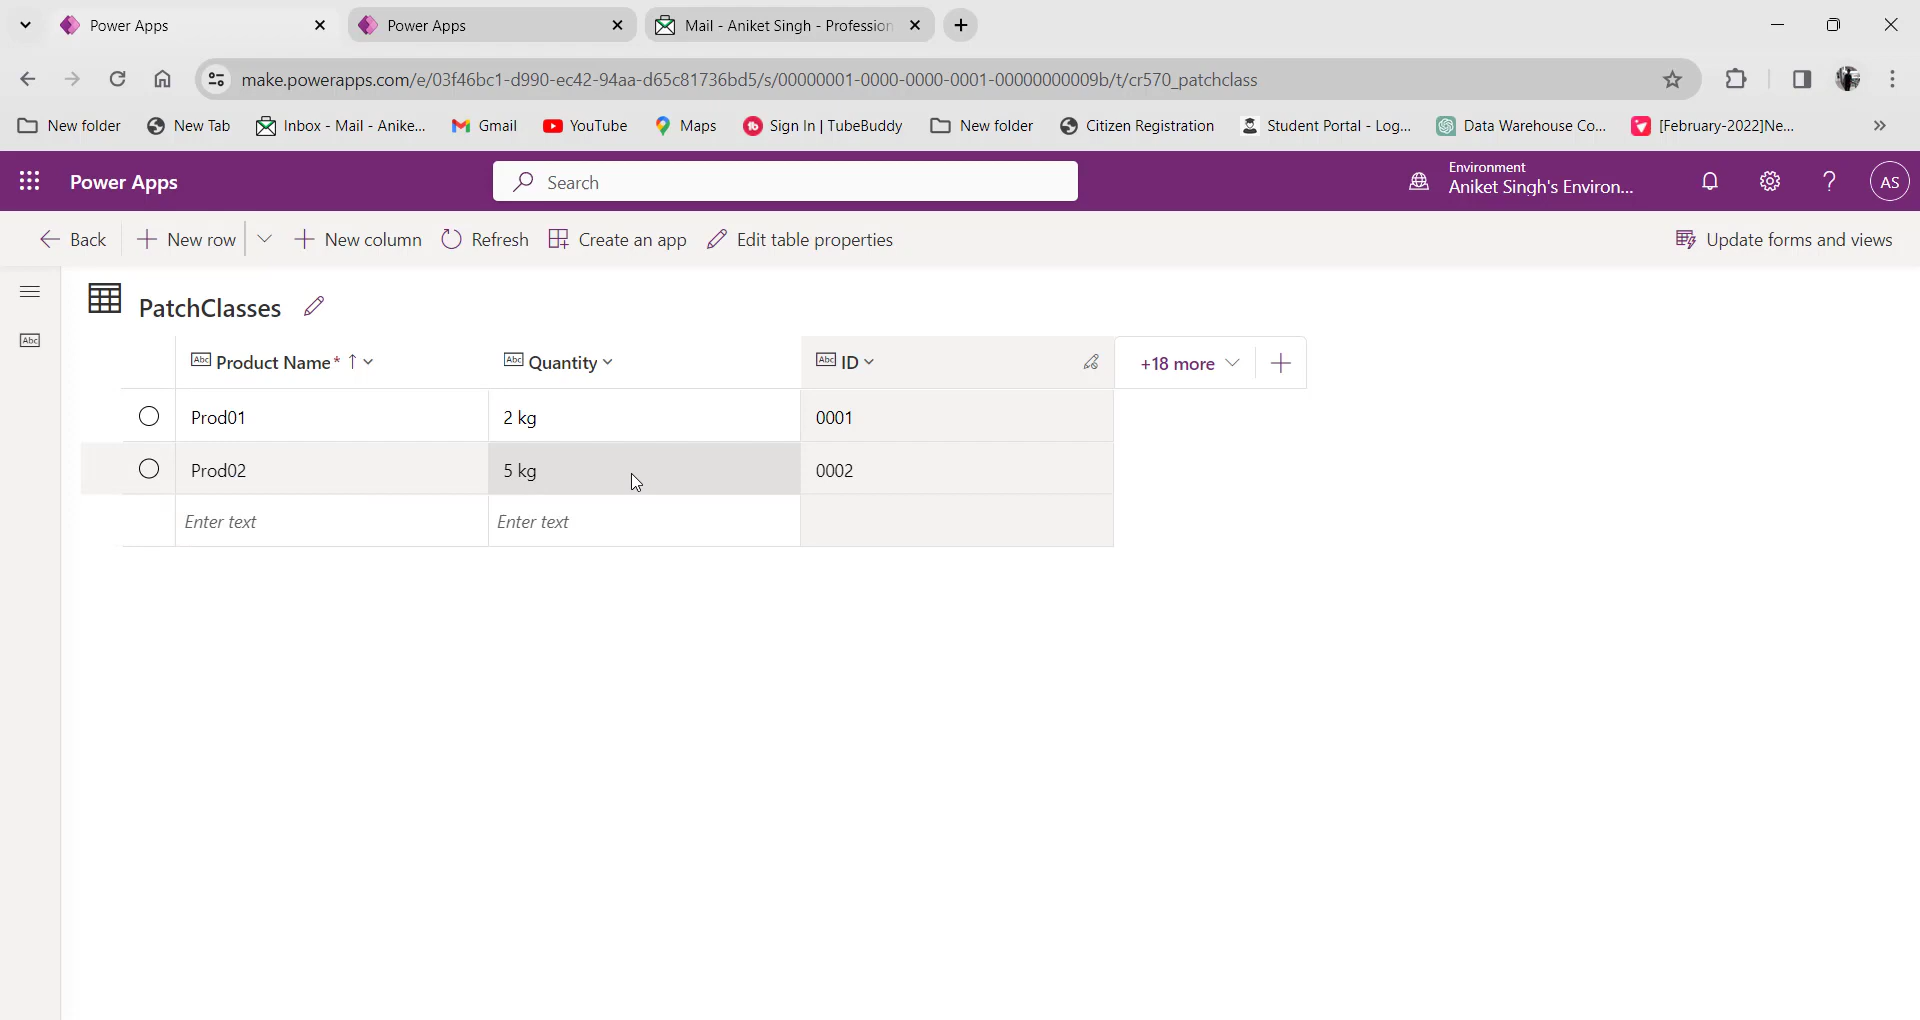 Power Apps
Power Apps
Mail - Aniket Singh - Profession
make.powerapps.com/e/03f46bc1-d990-ec42-94aa-d65c81736bd5/s/00000001-0000-0000-0001-00000000009b/t/cr570_patchclass
New folder New Tab Inbox - Mail - Anike... Gmail YouTube Maps Sign In | TubeBuddy New folder Citizen Registration Student Portal - Log... Data Warehouse Co... [February-2022]Ne...
Power Apps
Search
Environment
Aniket Singh's Environ...
AS
Back New row New column Refresh Create an app Edit table properties Update forms and views
Abc
PatchClasses
Abc Product Name* Abc Quantity Abc ID +18 more
Prod01 2 kg 0001
Prod02 5 kg 0002
Enter text Enter text